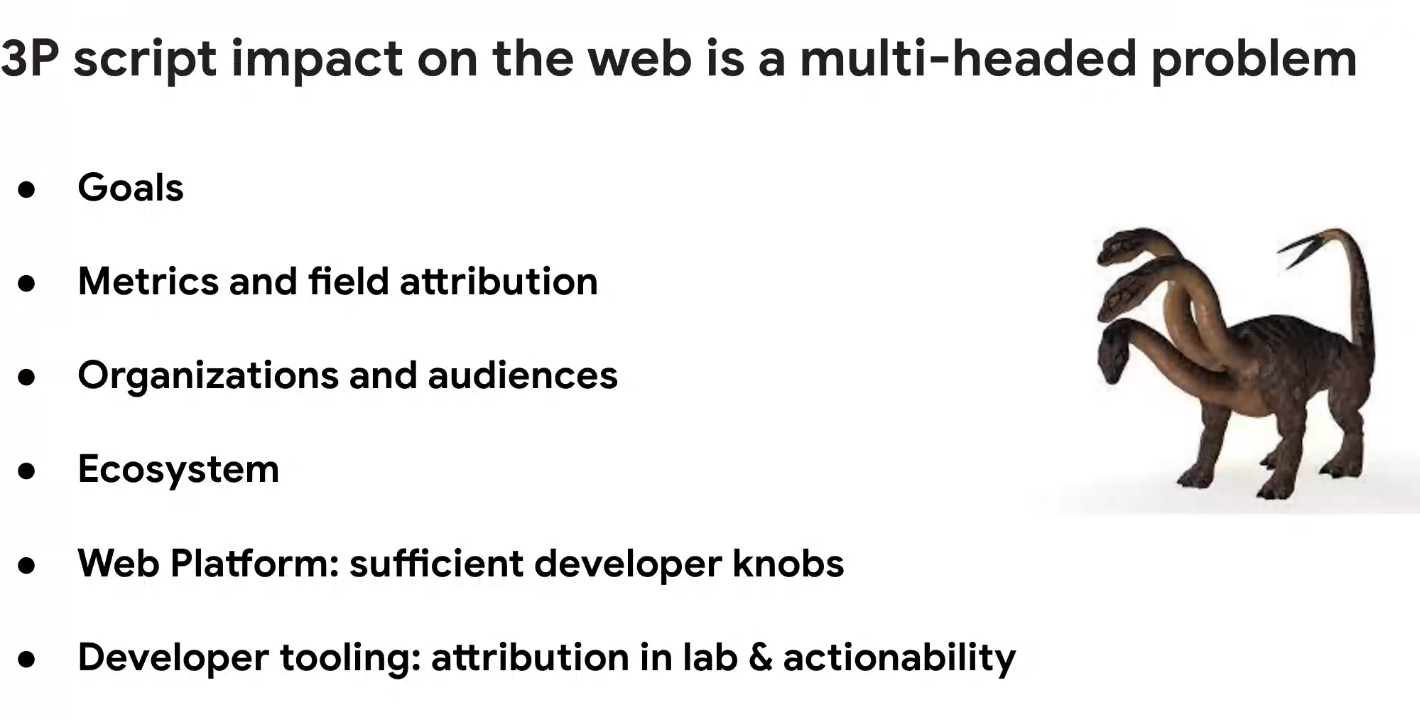 3P script impact on the web is a multi-headed problem
● Goals
● Metrics and field attribution
● Organizations and audiences
● Ecosystem
● Web Platform: sufficient developer knobs
● Developer tooling: attribution in lab & actionability